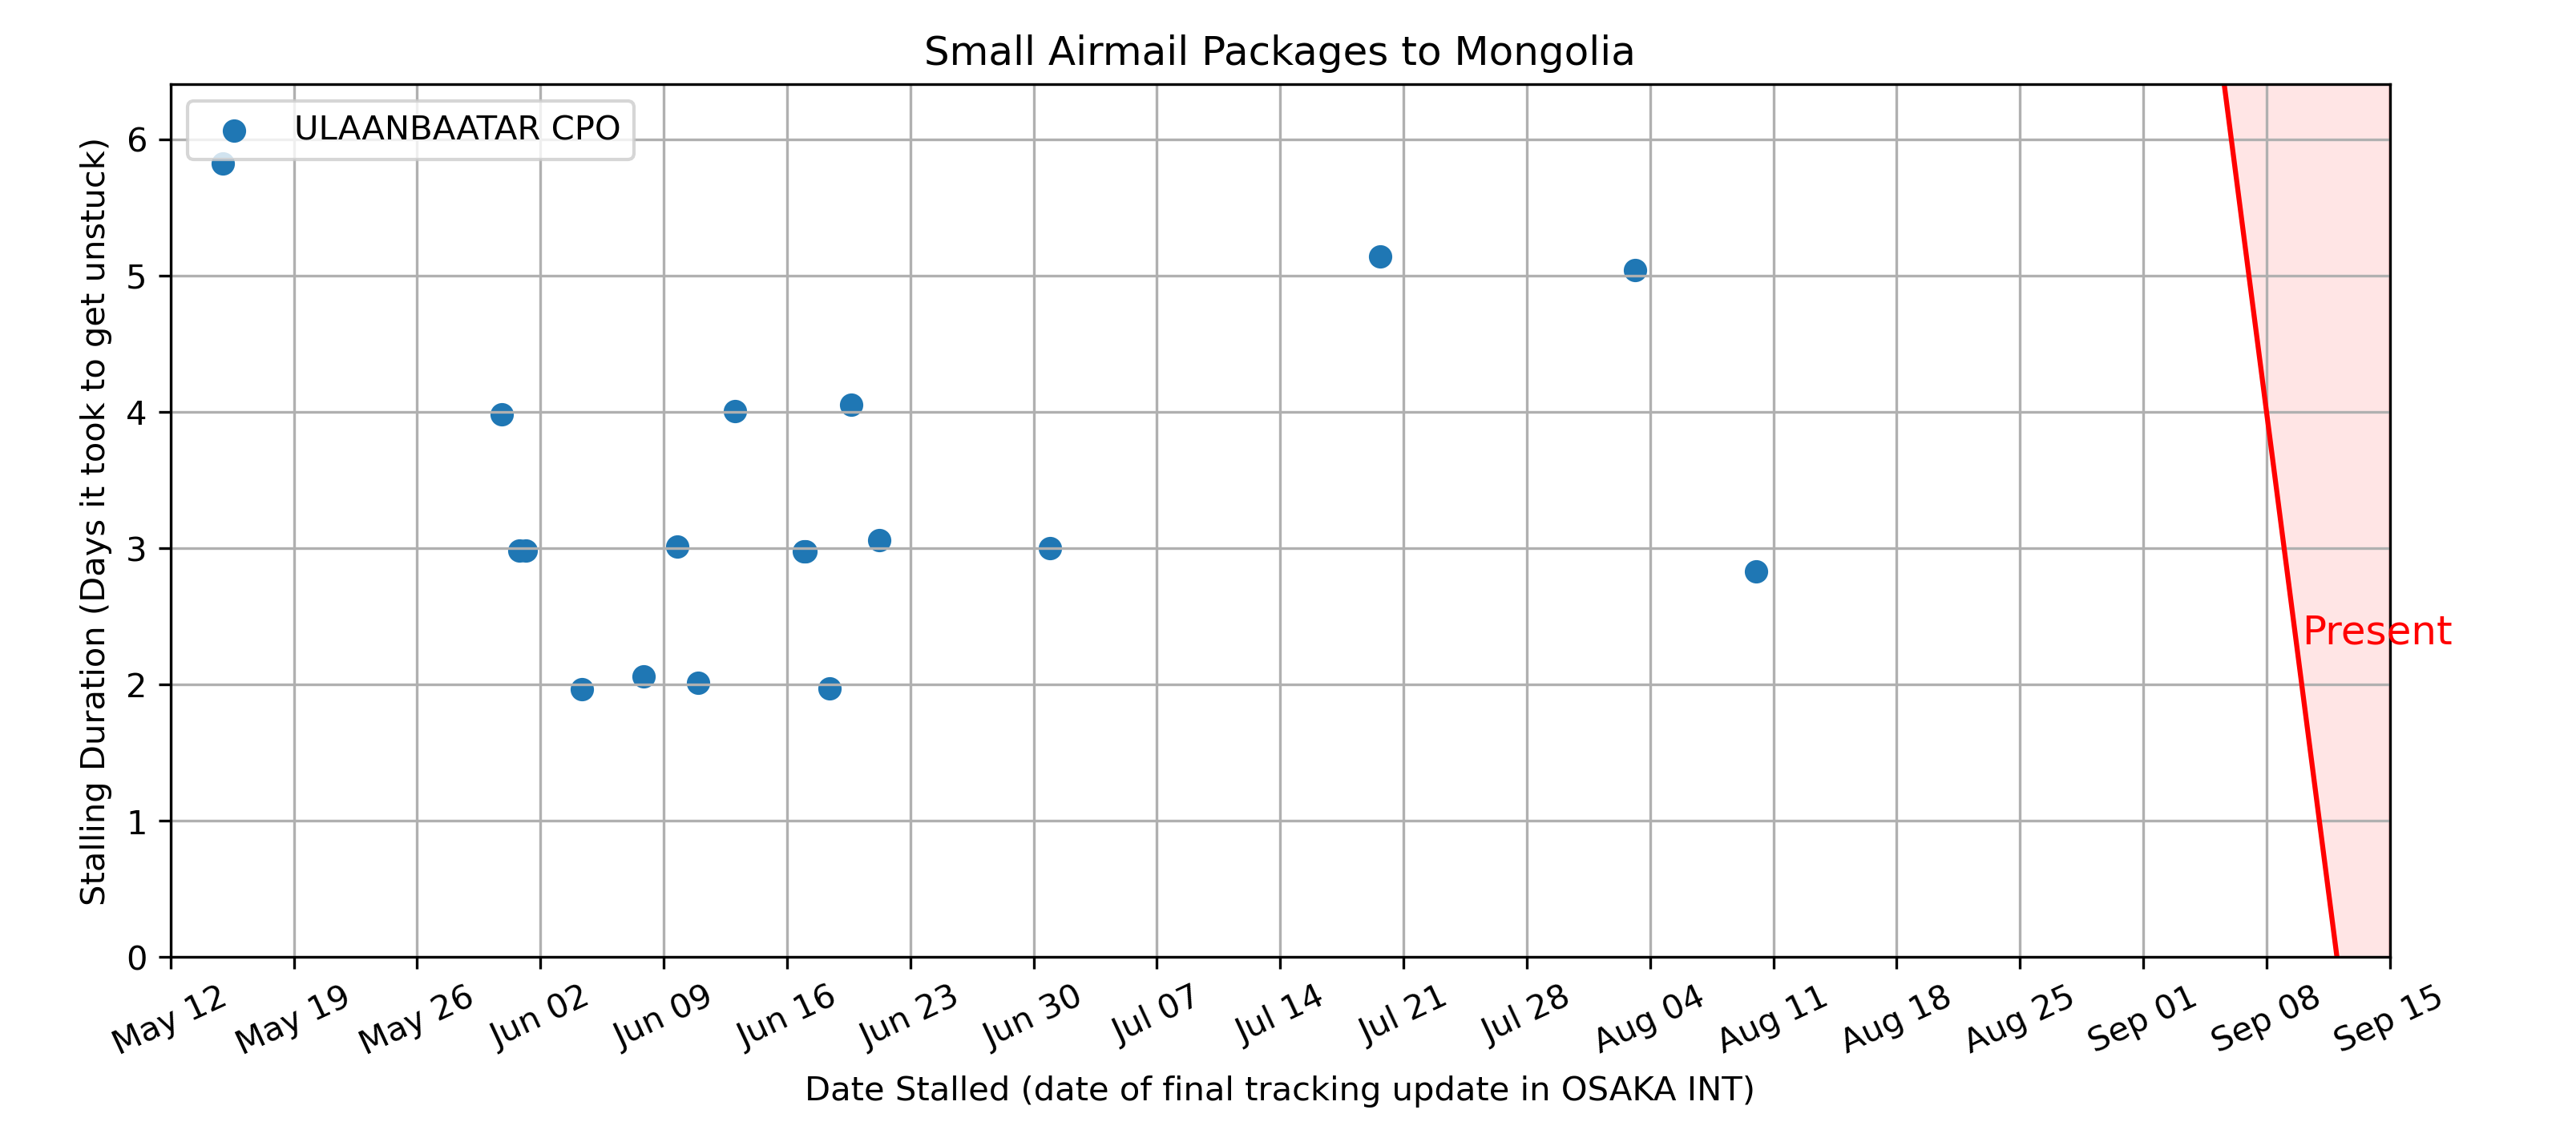 Small Airmail Packages to Mongolia
ULAANBAATAR CPO
Stalling Duration (Days it took to get unstuck)
6
5
4
3
2
1
0
Present
May 12
May 19
May 26
Jun 02
Jun 09
Jun 16
Jun 23
Jun 30
Jul 07
Jul 14
Jul 21
Jul 28
Aug 04
Aug 11
Aug 18
Aug 25
Sep 01
Sep 08
Sep 15
Date Stalled (date of final tracking update in OSAKA INT)